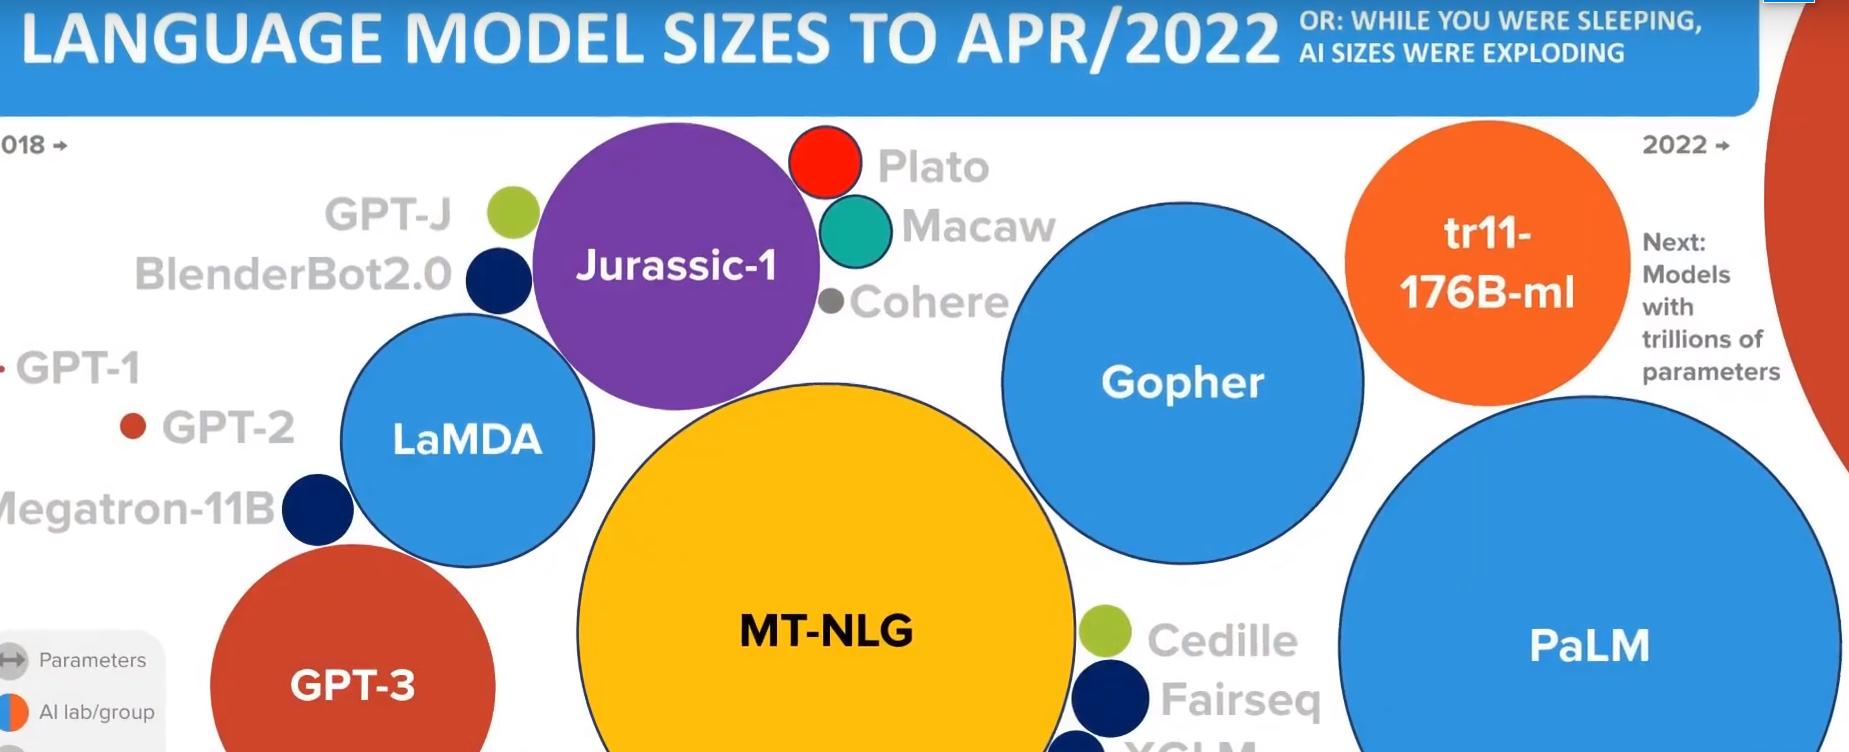 LANGUAGE MODEL SIZES TO APR/2022
OR: WHILE YOU WERE SLEEPING,
AI SIZES WERE EXPLODING
018 →
2022 →
Plato
GPT-J
Macaw
BlenderBot2.0
Jurassic-1
Cohere
tr11-
176B-ml
Next:
Models
with
trillions of
parameters
GPT-1
GPT-2
LaMDA
Gopher
Megatron-11B
MT-NLG
Cedille
PaLM
Parameters
GPT-3
Fairseq
AI lab/group